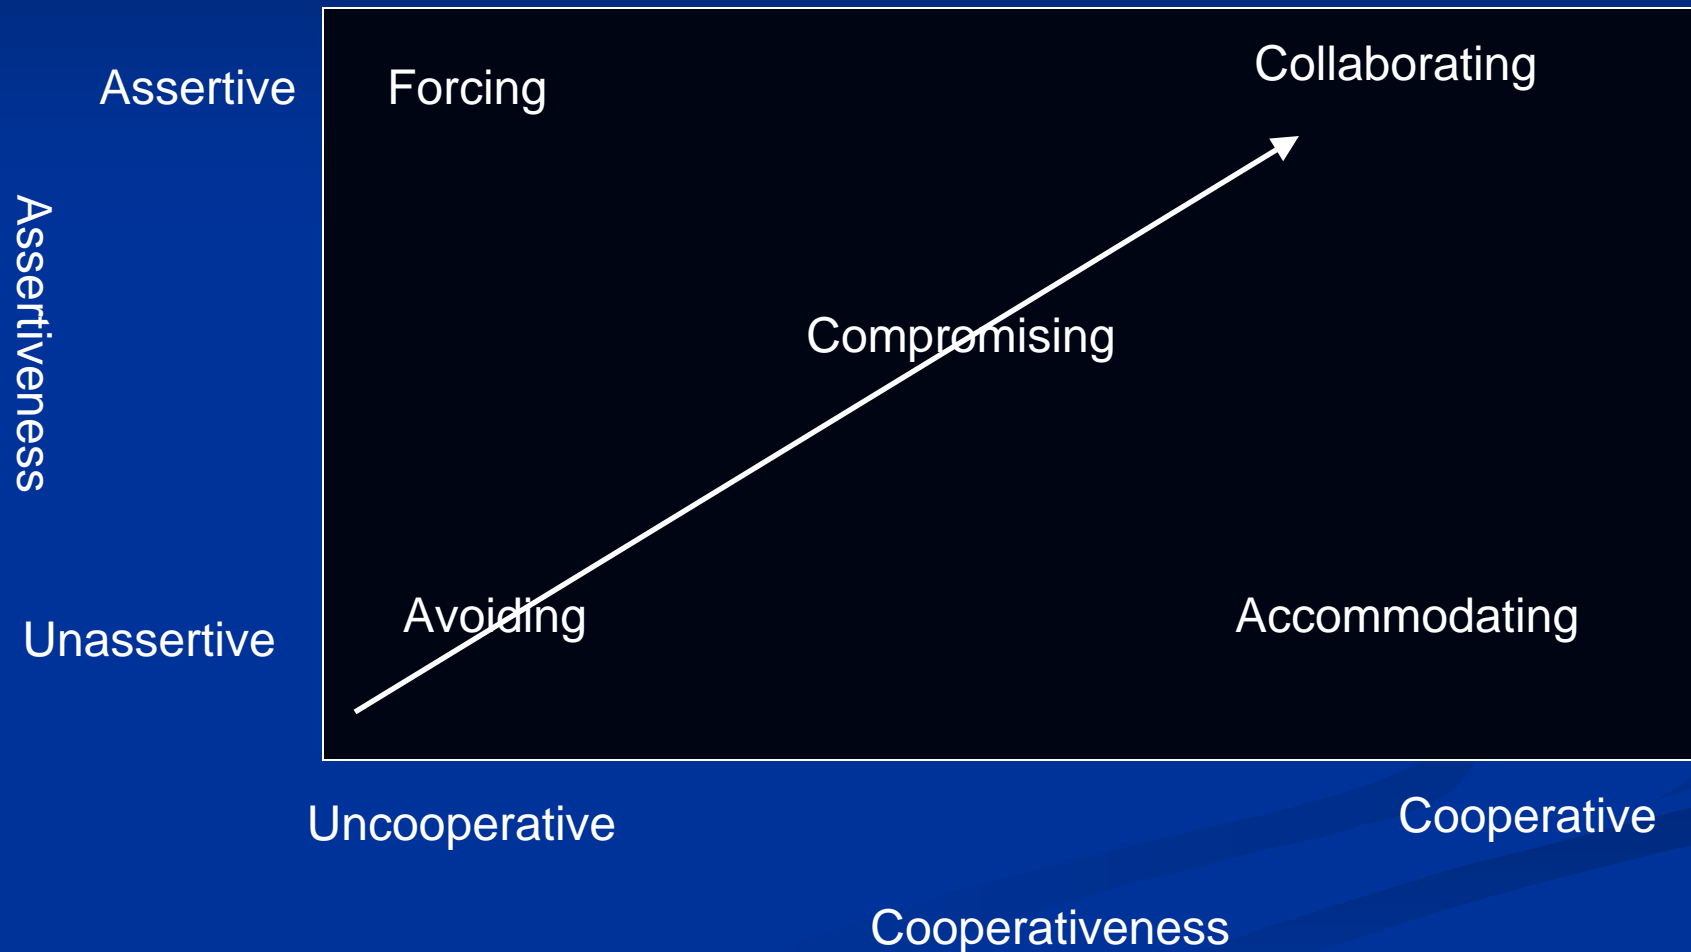 Collaborating
Assertive
Forcing
Assertiveness
Compromising
Avoiding
Accommodating
Unassertive
Uncooperative
Cooperative
Cooperativeness